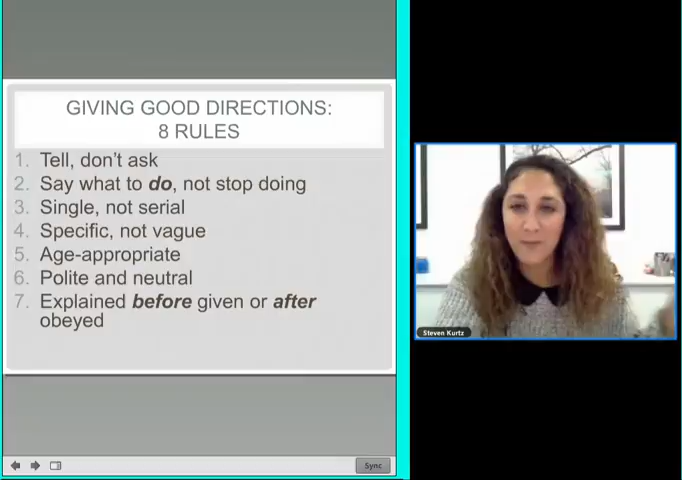 GIVING GOOD DIRECTIONS:
8 RULES
1. Tell, don't ask
2. Say what to do, not stop doing
3. Single, not serial
4. Specific, not vague
5. Age-appropriate
6. Polite and neutral
7. Explained before given or after
obeyed
Steven Kurtz
Sync